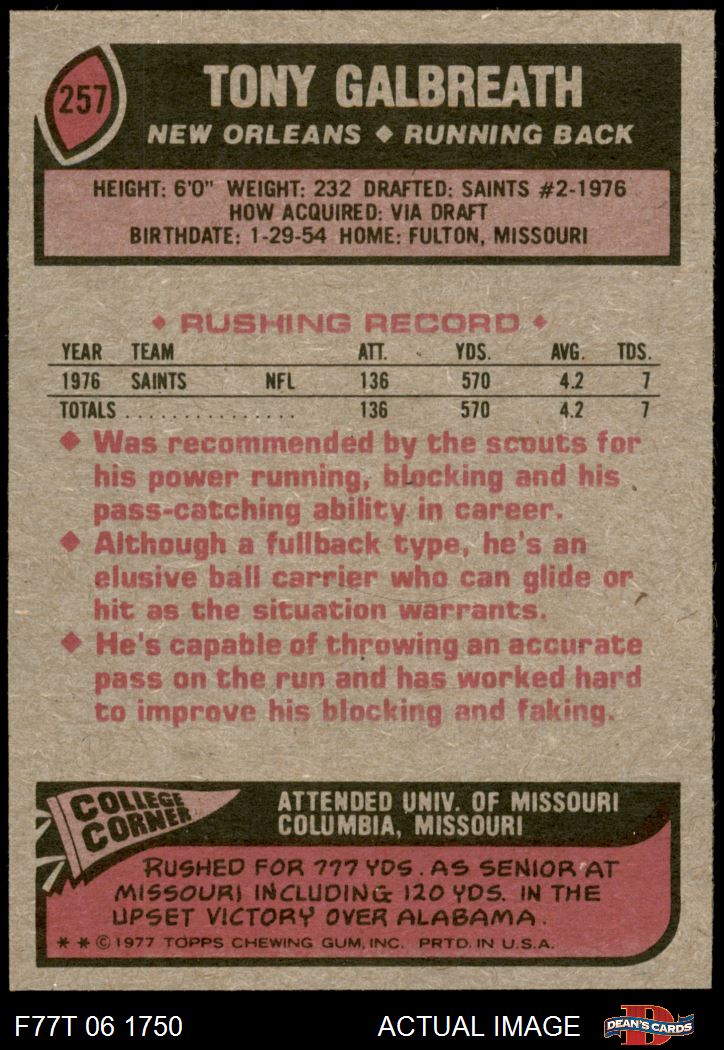 257
TONY GALBREATH
NEW ORLEANS ♦ RUNNING BACK
HEIGHT: 6'0" WEIGHT: 232 DRAFTED: SAINTS #2-1976
HOW ACQUIRED: VIA DRAFT
BIRTHDATE: 1-29-54 HOME: FULTON, MISSOURI
♦ RUSHING RECORD ♦
YEAR TEAM ATT. YDS. AVG. TDS.
1976 SAINTS NFL 136 570 4.2 7
TOTALS . . . . . . . . . . . . . . . 136 570 4.2 7
♦ Was recommended by the scouts for
his power running, blocking and his
pass-catching ability in career.
♦ Although a fullback type, he's an
elusive ball carrier who can glide or
hit as the situation warrants.
♦ He's capable of throwing an accurate
pass on the run and has worked hard
to improve his blocking and faking.
COLLEGE
CORNER
ATTENDED UNIV. OF MISSOURI
COLUMBIA, MISSOURI
RUSHED FOR 777 YDS. AS SENIOR AT
MISSOURI INCLUDING 120 YDS. IN THE
UPSET VICTORY OVER ALABAMA.
* * © 1977 TOPPS CHEWING GUM, INC. PRTD. IN U.S.A.
F77T 06 1750
ACTUAL IMAGE
D
DEAN'S CARDS